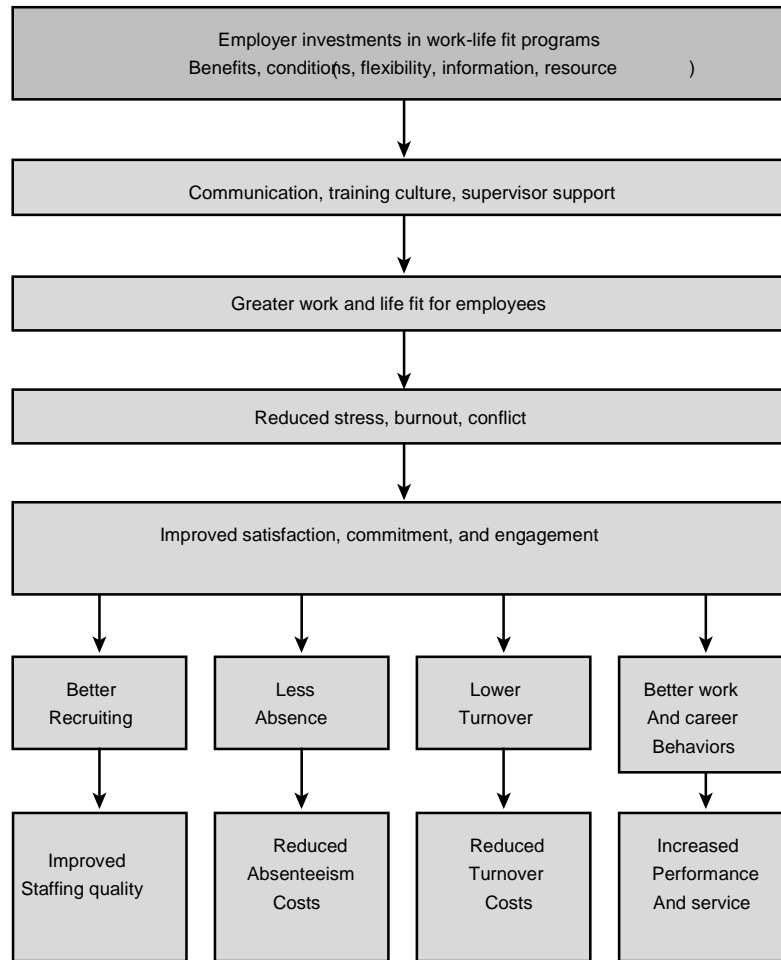 Employer investments in work-life fit programs
Benefits, conditions(, flexibility, information, resource )
Communication, training culture, supervisor support
Greater work and life fit for employees
Reduced stress, burnout, conflict
Improved satisfaction, commitment, and engagement
Better
Recruiting
Less
Absence
Lower
Turnover
Better work
And career
Behaviors
Improved
Staffing quality
Reduced
Absenteeism
Costs
Reduced
Turnover
Costs
Increased
Performance
And service